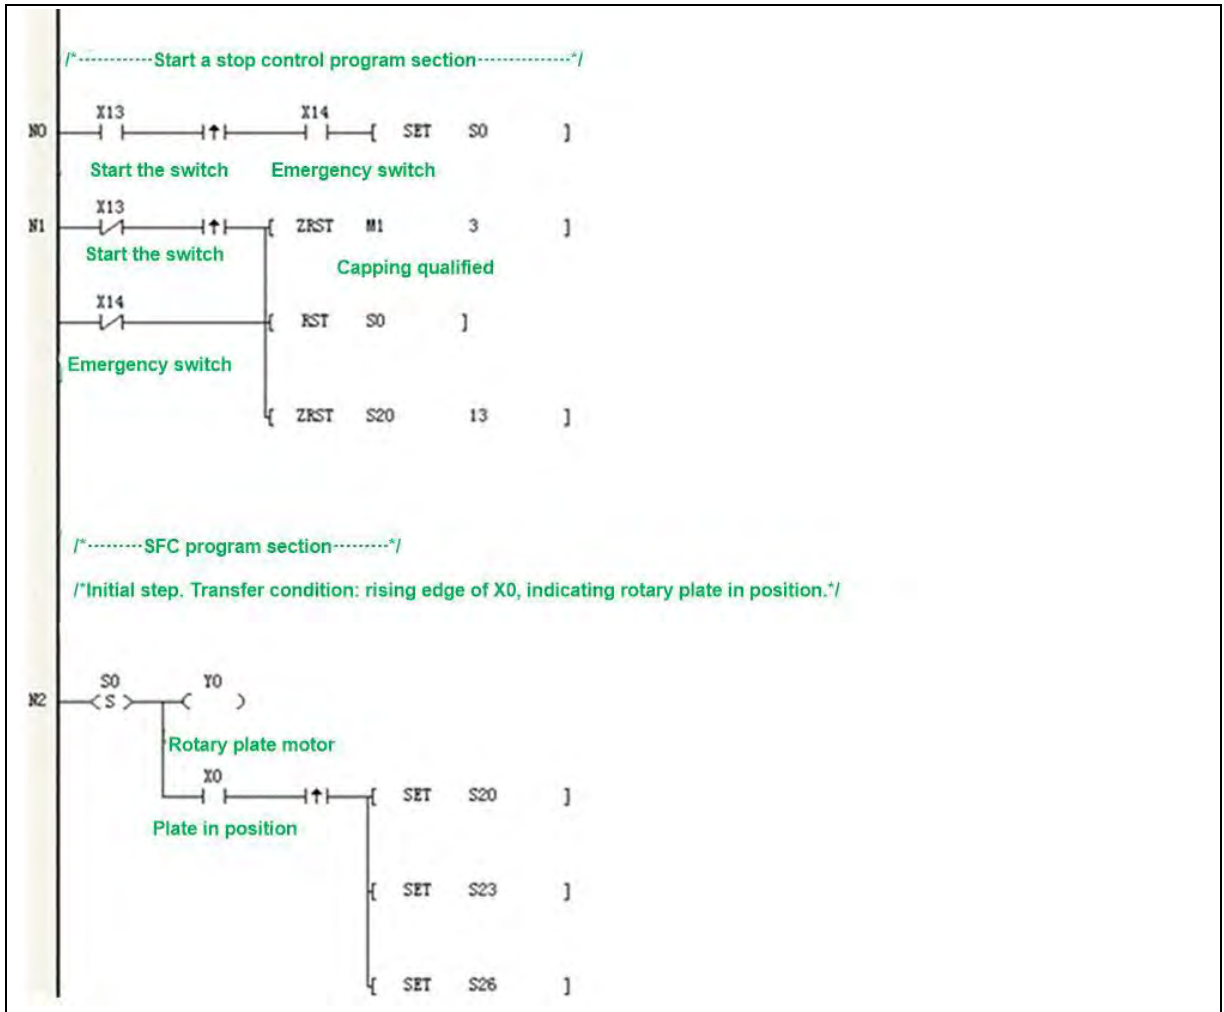 /*------------Start a stop control program section---------------*/
X13 X14
N0 SET S0
Start the switch Emergency switch
X13
N1 ZRST M1 3
Start the switch
Capping qualified
X14
RST S0
Emergency switch
ZRST S20 13
/*---------SFC program section---------*/
/*Initial step. Transfer condition: rising edge of X0, indicating rotary plate in position.*/
S0 Y0
N2 S
Rotary plate motor
X0
SET S20
Plate in position
SET S23
SET S26